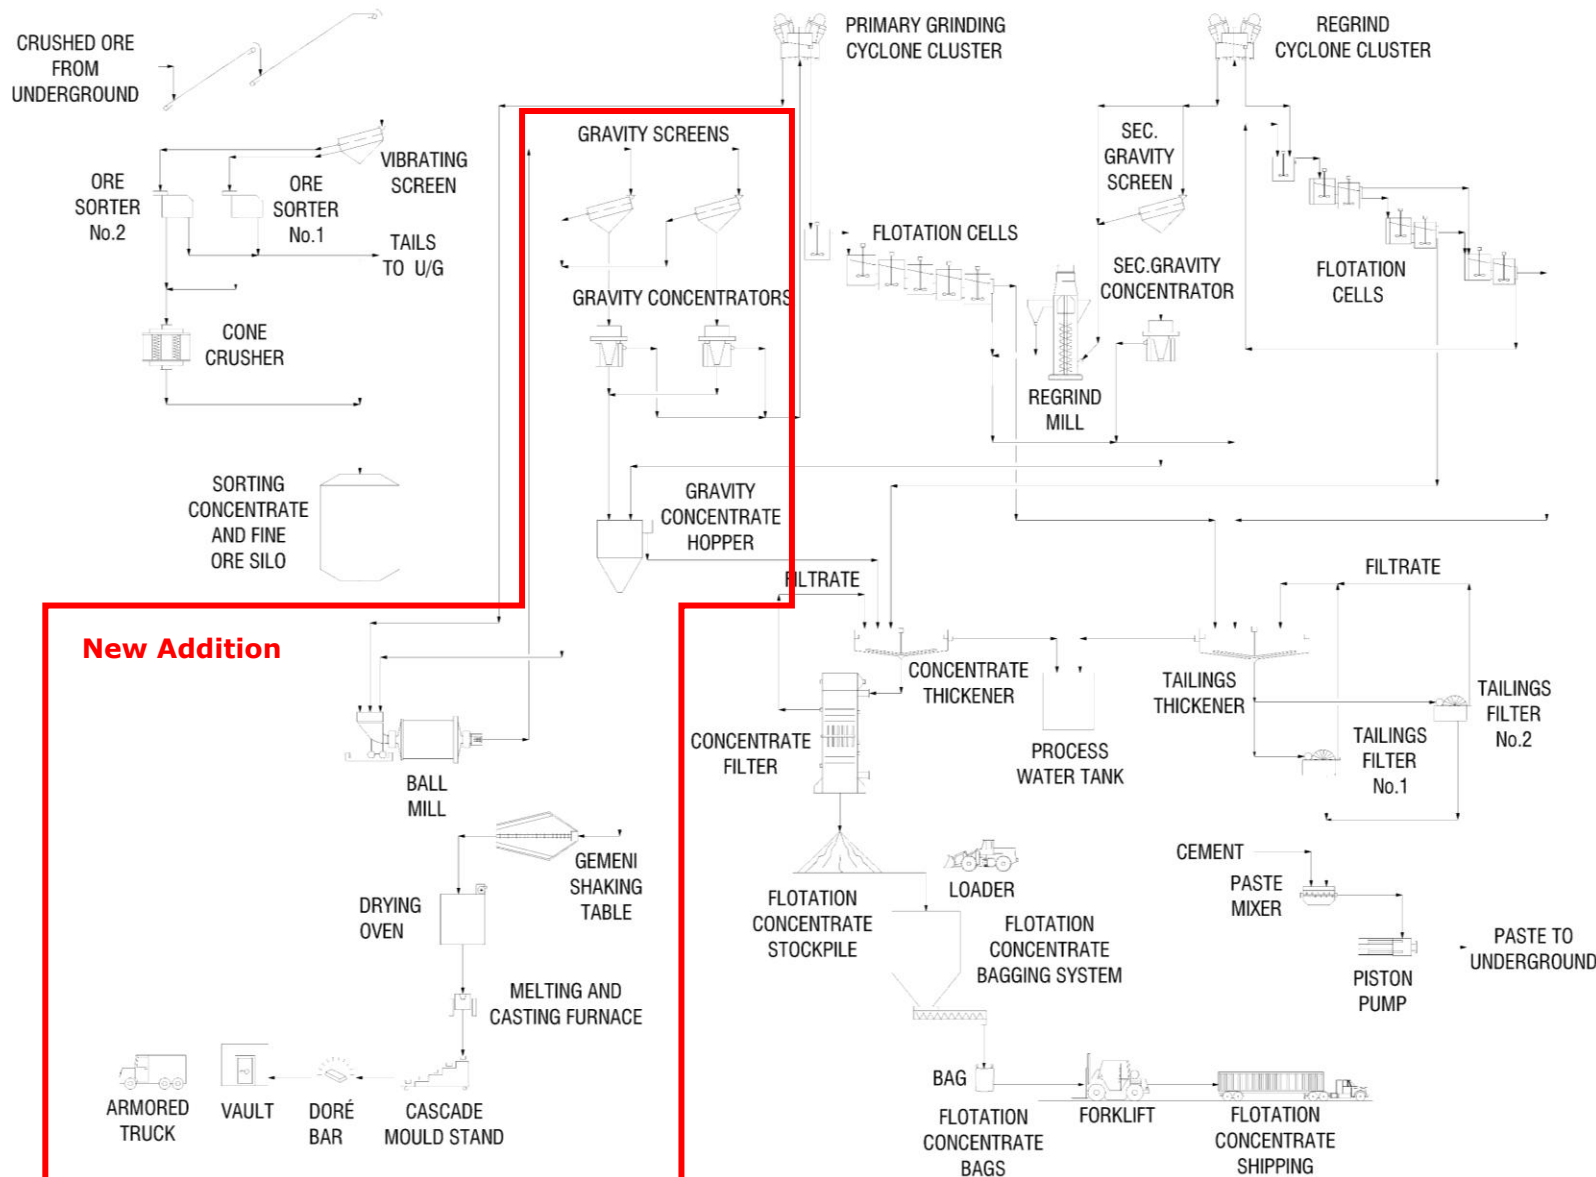 CRUSHED ORE
FROM
UNDERGROUND
PRIMARY GRINDING
CYCLONE CLUSTER
REGRIND
CYCLONE CLUSTER
GRAVITY SCREENS
SEC.
GRAVITY
SCREEN
VIBRATING
SCREEN
ORE
SORTER
No.2
ORE
SORTER
No.1
TAILS
TO U/G
FLOTATION CELLS
SEC.GRAVITY
CONCENTRATOR
FLOTATION
CELLS
GRAVITY CONCENTRATORS
CONE
CRUSHER
REGRIND
MILL
SORTING
CONCENTRATE
AND FINE
ORE SILO
GRAVITY
CONCENTRATE
HOPPER
FILTRATE
FILTRATE
New Addition
CONCENTRATE
THICKENER
TAILINGS
THICKENER
TAILINGS
FILTER
No.2
CONCENTRATE
FILTER
PROCESS
WATER TANK
TAILINGS
FILTER
No.1
BALL
MILL
GEMENI
SHAKING
TABLE
CEMENT
PASTE
MIXER
LOADER
DRYING
OVEN
FLOTATION
CONCENTRATE
STOCKPILE
FLOTATION
CONCENTRATE
BAGGING SYSTEM
PASTE TO
UNDERGROUND
PISTON
PUMP
MELTING AND
CASTING FURNACE
BAG
ARMORED
TRUCK
VAULT
DORÉ
BAR
CASCADE
MOULD STAND
FLOTATION
CONCENTRATE
BAGS
FORKLIFT
FLOTATION
CONCENTRATE
SHIPPING